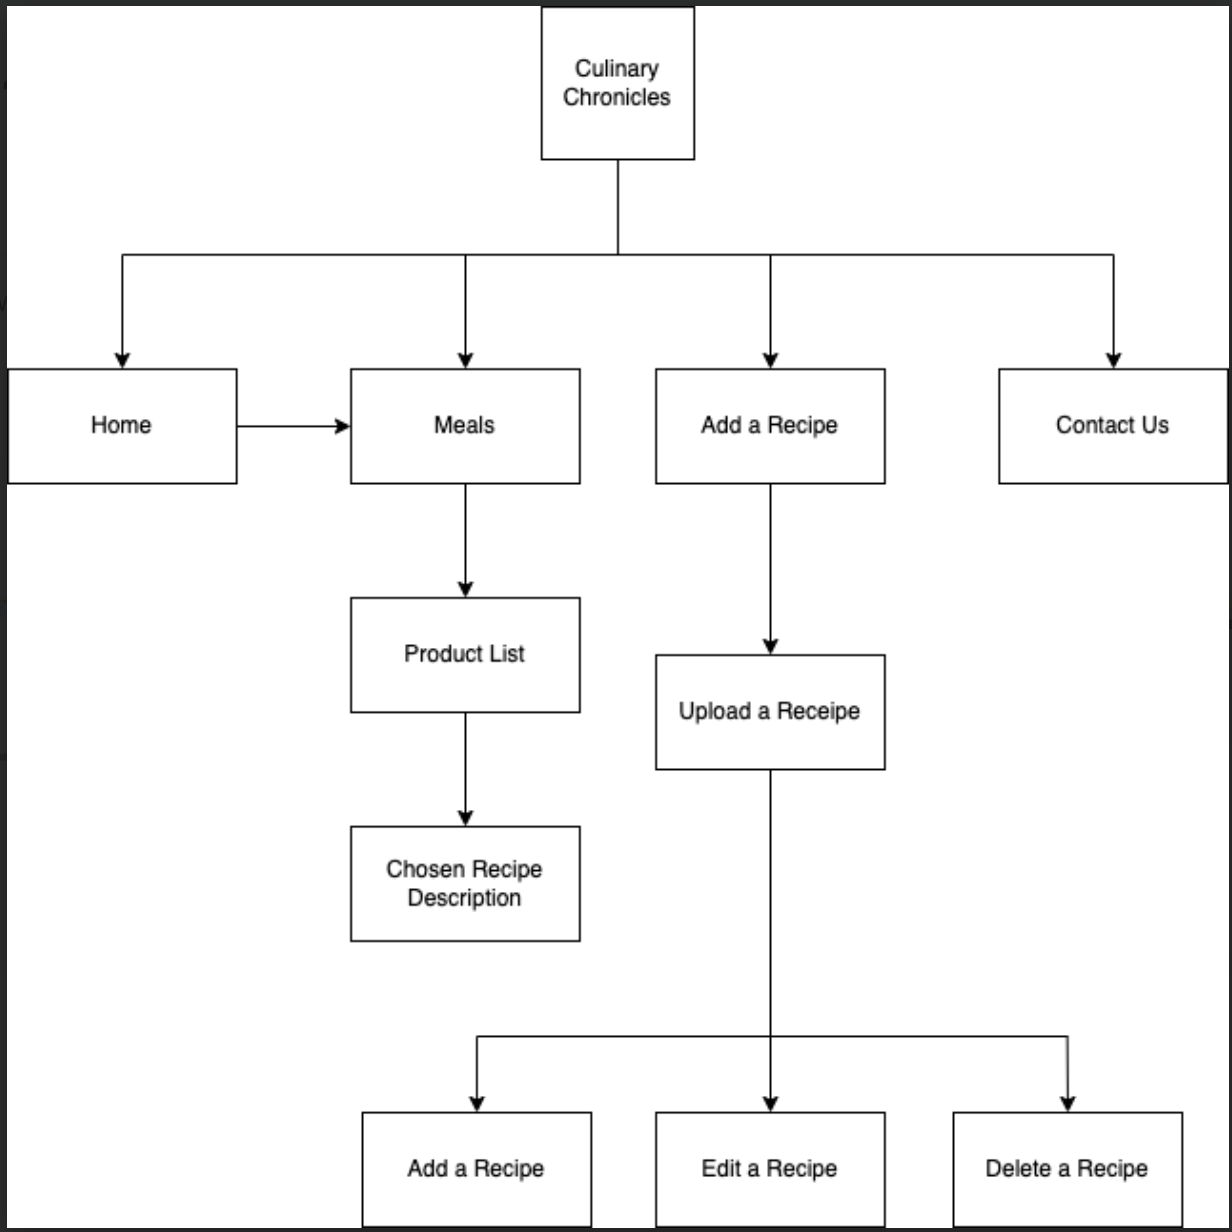 Culinary
Chronicles
Home
Meals
Add a Recipe
Contact Us
Product List
Upload a Receipe
Chosen Recipe
Description
Add a Recipe
Edit a Recipe
Delete a Recipe